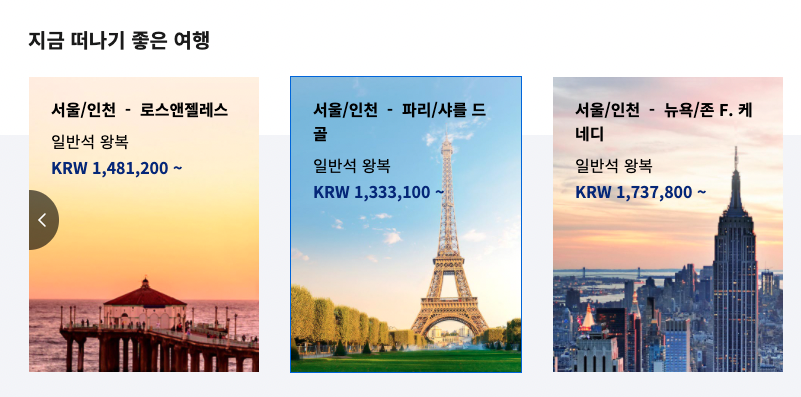 지금 떠나기 좋은 여행
서울/인천 - 로스앤젤레스
일반석 왕복
KRW 1,481,200 ~
서울/인천 - 파리/샤를 드
골
일반석 왕복
KRW 1,333,100 ~
서울/인천 - 뉴욕/존 F. 케
네디
일반석 왕복
KRW 1,737,800 ~